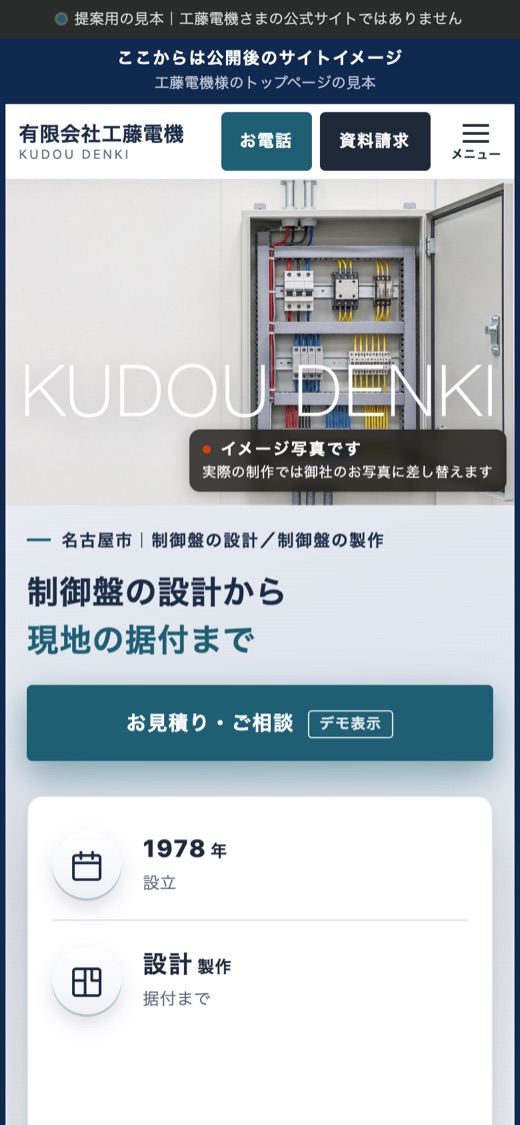 提案用の見本｜工藤電機さまの公式サイトではありません
ここからは公開後のサイトイメージ
工藤電機様のトップページの見本
有限会社工藤電機
KUDOU DENKI
お電話
資料請求
メニュー
KUDOU DENKI
イメージ写真です
実際の制作では御社のお写真に差し替えます
名古屋市｜制御盤の設計／制御盤の製作
制御盤の設計から
現地の据付まで
お見積り・ご相談 デモ表示
1978 年
設立
設計 製作
据付まで